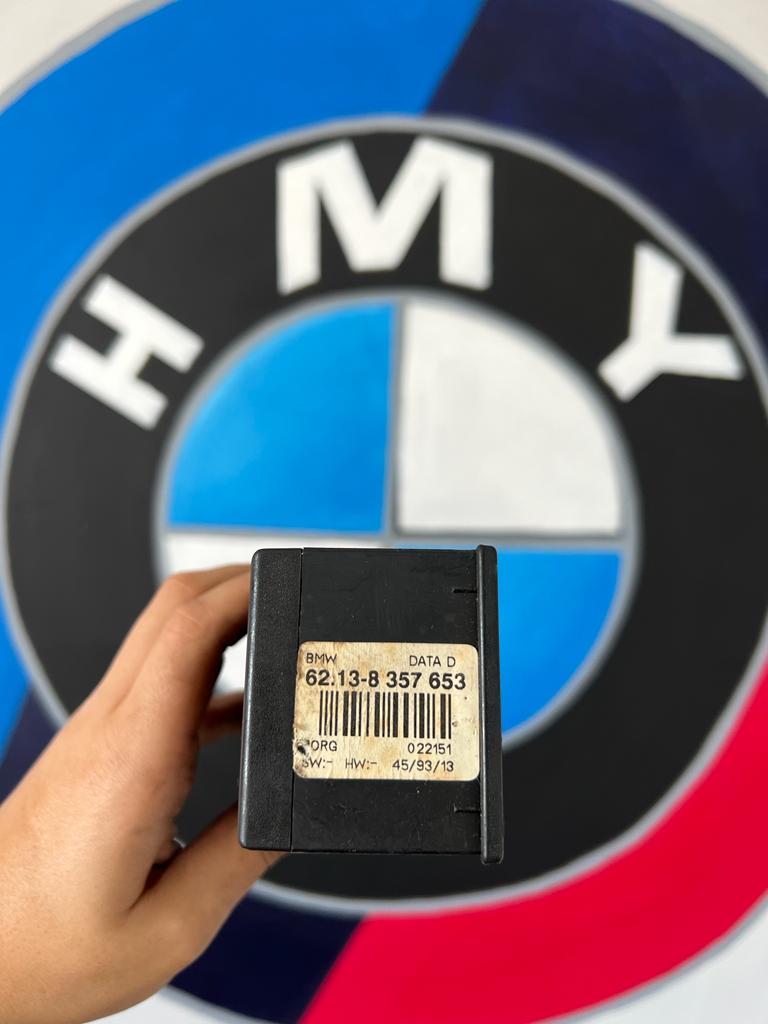 H M Y
BMW DATA D
62.13-8 357 653
ORG 022151
SW:- HW:- 45/93/13